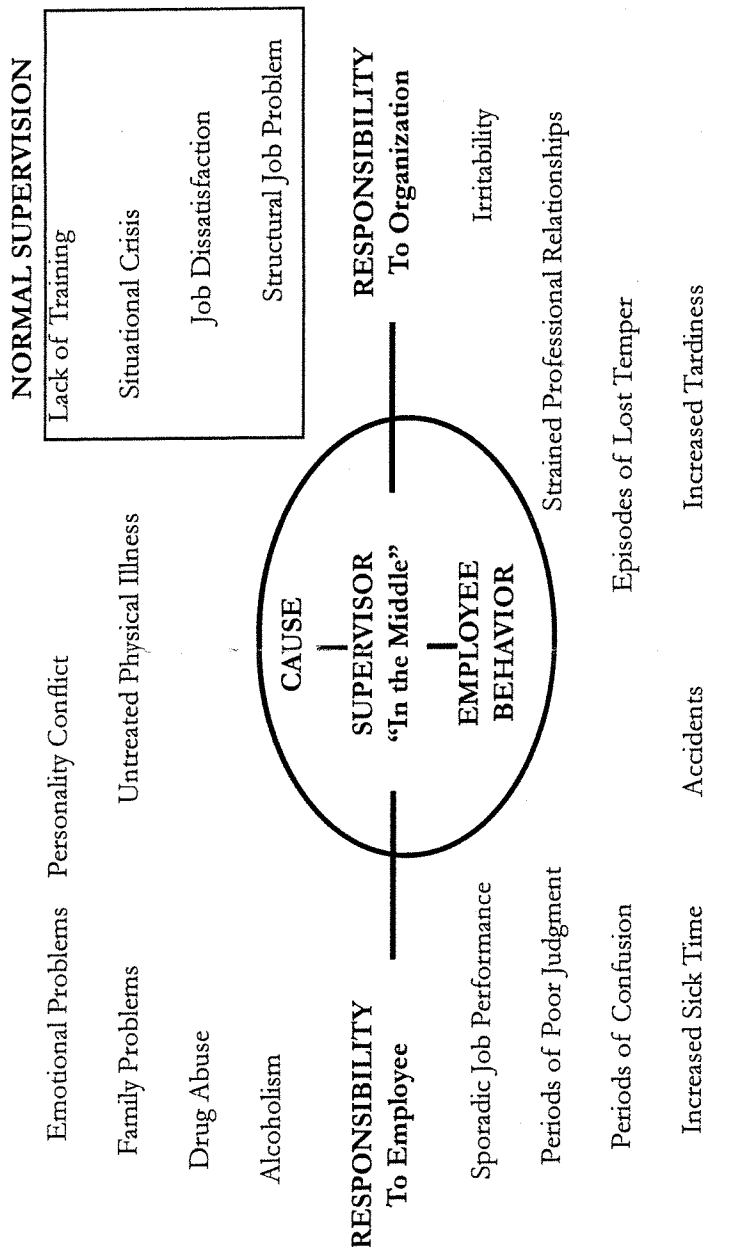 NORMAL SUPERVISION
Emotional Problems
Personality Conflict
Lack of Training
Family Problems
Untreated Physical Illness
Situational Crisis
Drug Abuse
Job Dissatisfaction
Alcoholism
Structural Job Problem
CAUSE
RESPONSIBILITY
To Employee
SUPERVISOR
“In the Middle”
RESPONSIBILITY
To Organization
EMPLOYEE
BEHAVIOR
Sporadic Job Performance
Irritability
Periods of Poor Judgment
Strained Professional Relationships
Periods of Confusion
Episodes of Lost Temper
Increased Sick Time
Accidents
Increased Tardiness